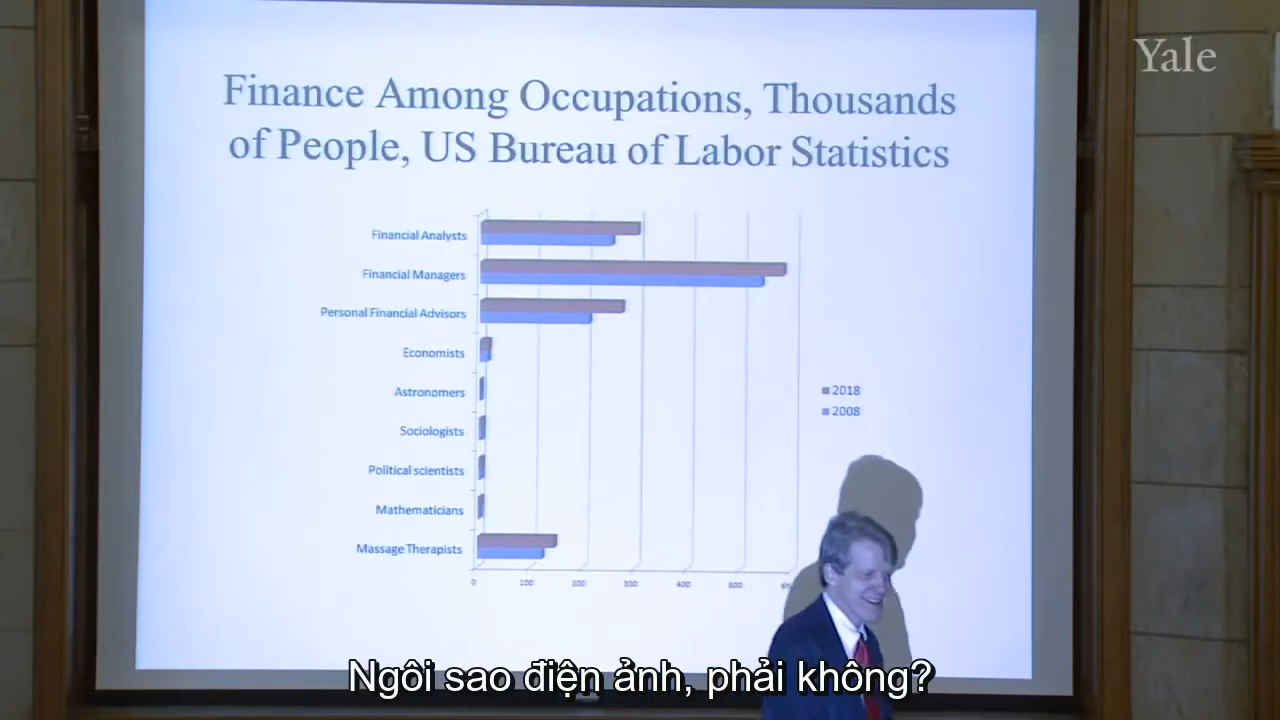 Yale
Finance Among Occupations, Thousands
of People, US Bureau of Labor Statistics
Financial Analysts
Financial Managers
Personal Financial Advisors
Economists
Astronomers
Sociologists
Political scientists
Mathematicians
Massage Therapists
2018
2008
0 100 200 300 400 500
Ngôi sao điện ảnh, phải không?